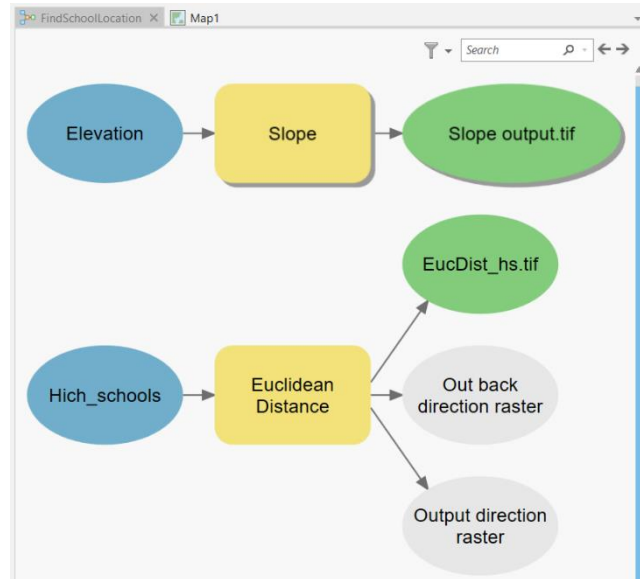 FindSchoolLocation
Map1
Search
Elevation
Slope
Slope output.tif
EucDist_hs.tif
Hich_schools
Euclidean
Distance
Out back
direction raster
Output direction
raster